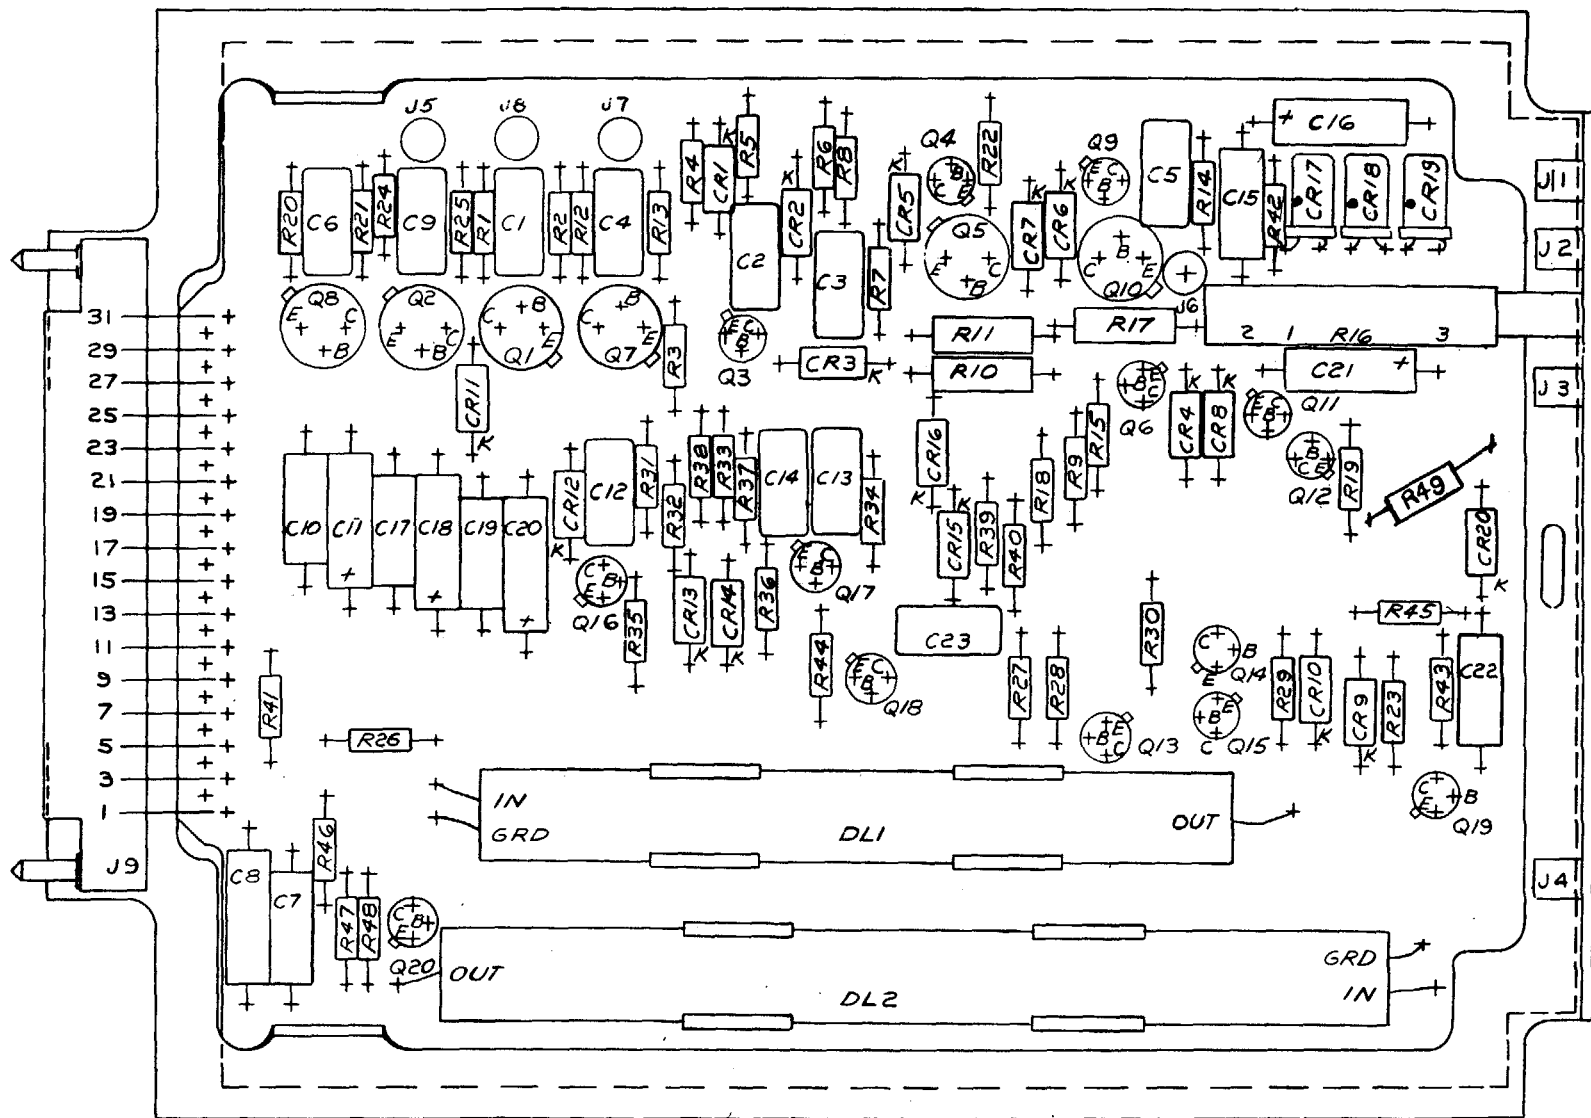 J5
J8
J7
R20
C6
R21
R24
C9
R25
R1
C1
R2
R12
C4
R13
R4
CR1
K
R5
C2
CR2
K
R6
R8
C3
R7
CR5
K
Q4
B
C
E
R22
Q5
E
C
B
CR7
K
CR6
K
Q9
E
C
B
B
C
E
Q10
C5
R14
C15
R42
+ C16
CR17
CR18
CR19
J1
J2
J3
J4
J6
2 1 R16 3
Q8
E
C
B
Q2
E
C
B
B
C
E
Q1
B
C
E
Q7
R3
E
C
B
Q3
CR3
K
R11
R10
R17
C21 +
B
E
C
Q6
CR4
K
CR8
K
Q11
E
C
B
B
C
E
Q12
R19
R49
CR20
K
R15
R9
R18
CR11
K
31
29
27
25
23
21
19
17
15
13
11
9
7
5
3
1
J9
C10
C11
+
C17
C18
+
C19
C20
+
CR12
K
C12
R31
R32
R38
R33
R37
C14
C13
R34
CR16
K
CR15
K
R39
R40
C
B
E
Q16
R35
CR13
K
CR14
K
R36
E
C
B
Q17
R44
E
C
B
Q18
C23
R27
R28
R30
C
B
E
Q14
B
E
C
Q15
B
E
C
Q13
R29
CR10
K
CR9
K
R23
R45
R43
C22
C
B
E
Q19
R41
R26
IN
GRD
DL1
OUT
C8
C7
R46
R47
R48
C
B
E
Q20
OUT
DL2
GRD
IN